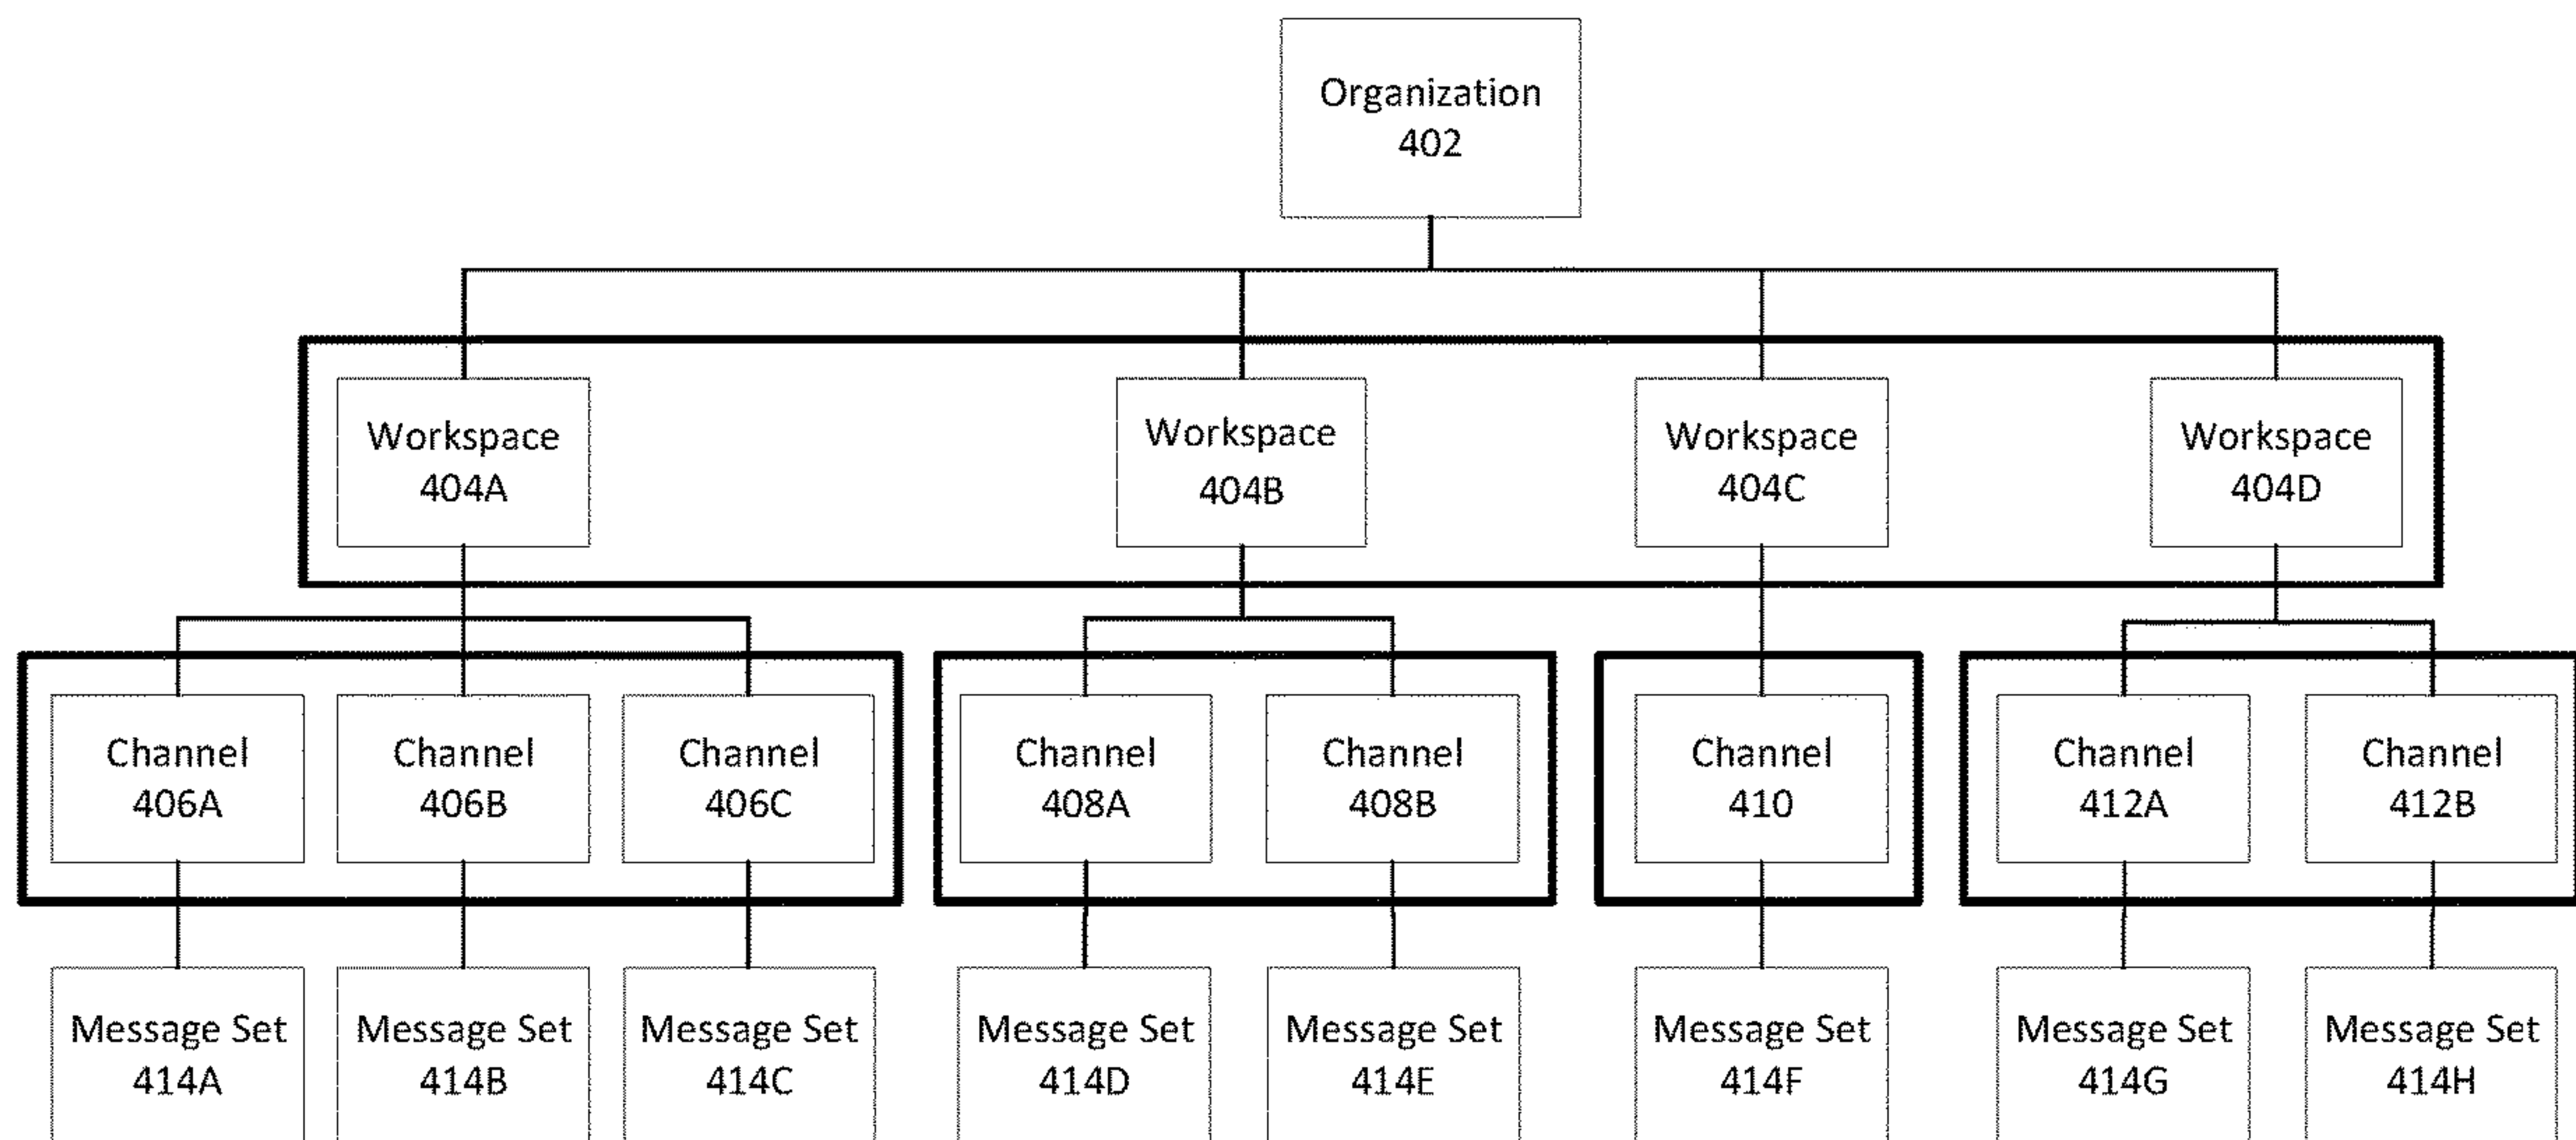 Organization
402
Workspace
404A
Workspace
404B
Workspace
404C
Workspace
404D
Channel
406A
Channel
406B
Channel
406C
Channel
408A
Channel
408B
Channel
410
Channel
412A
Channel
412B
Message Set
414A
Message Set
414B
Message Set
414C
Message Set
414D
Message Set
414E
Message Set
414F
Message Set
414G
Message Set
414H